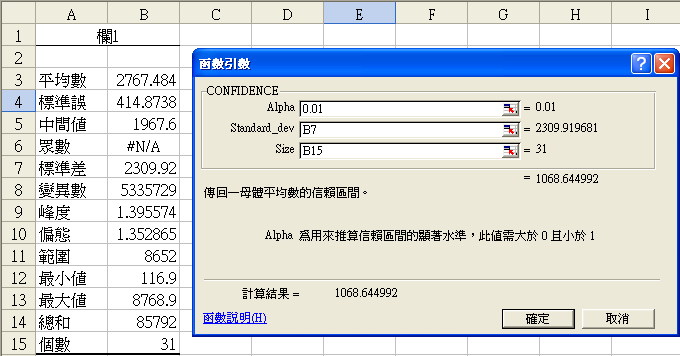 A B C D E F G H I
1 欄1
2
3 平均數 2767.484
4 標準誤 414.8738
5 中間值 1967.6
6 眾數 #N/A
7 標準差 2309.92
8 變異數 5335729
9 峰度 1.395574
10 偏態 1.352865
11 範圍 8652
12 最小值 116.9
13 最大值 8768.9
14 總和 85792
15 個數 31
函數引數
CONFIDENCE
Alpha 0.01 = 0.01
Standard_dev B7 = 2309.919681
Size B15 = 31
= 1068.644992
傳回一母體平均數的信賴區間。
Alpha 為用來推算信賴區間的顯著水準，此值需大於 0 且小於 1
計算結果 = 1068.644992
函數說明(H) 確定 取消